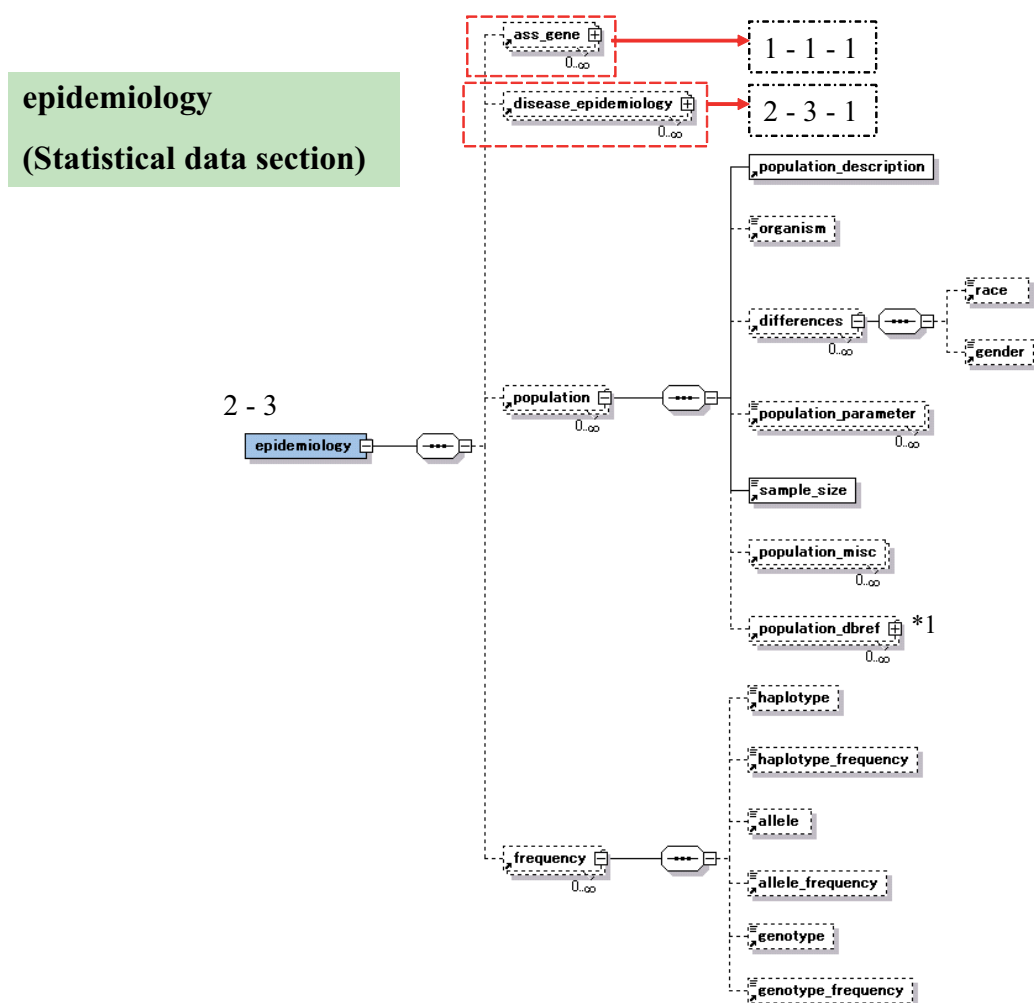 epidemiology
(Statistical data section)
ass_gene
0..∞
1 - 1 - 1
disease_epidemiology
0..∞
2 - 3 - 1
population_description
organism
differences
0..∞
race
gender
2 - 3
epidemiology
population
0..∞
population_parameter
0..∞
sample_size
population_misc
0..∞
population_dbref
*1
0..∞
haplotype
haplotype_frequency
allele
frequency
0..∞
allele_frequency
genotype
genotype_frequency